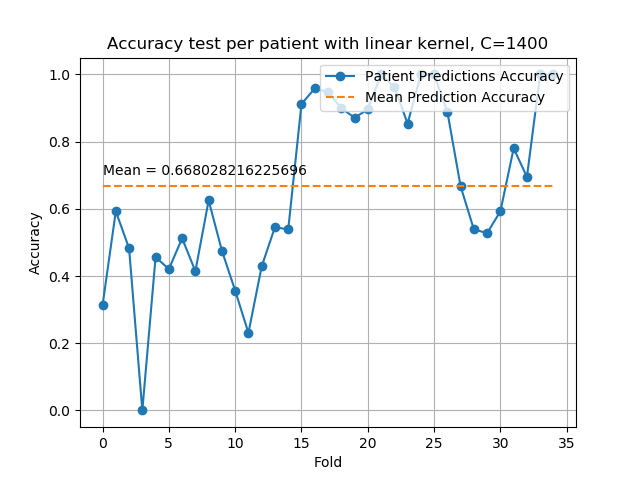 Accuracy test per patient with linear kernel, C=1400
Patient Predictions Accuracy
Mean Prediction Accuracy
Mean = 0.668028216225696
Accuracy
1.0
0.8
0.6
0.4
0.2
0.0
0 5 10 15 20 25 30 35
Fold